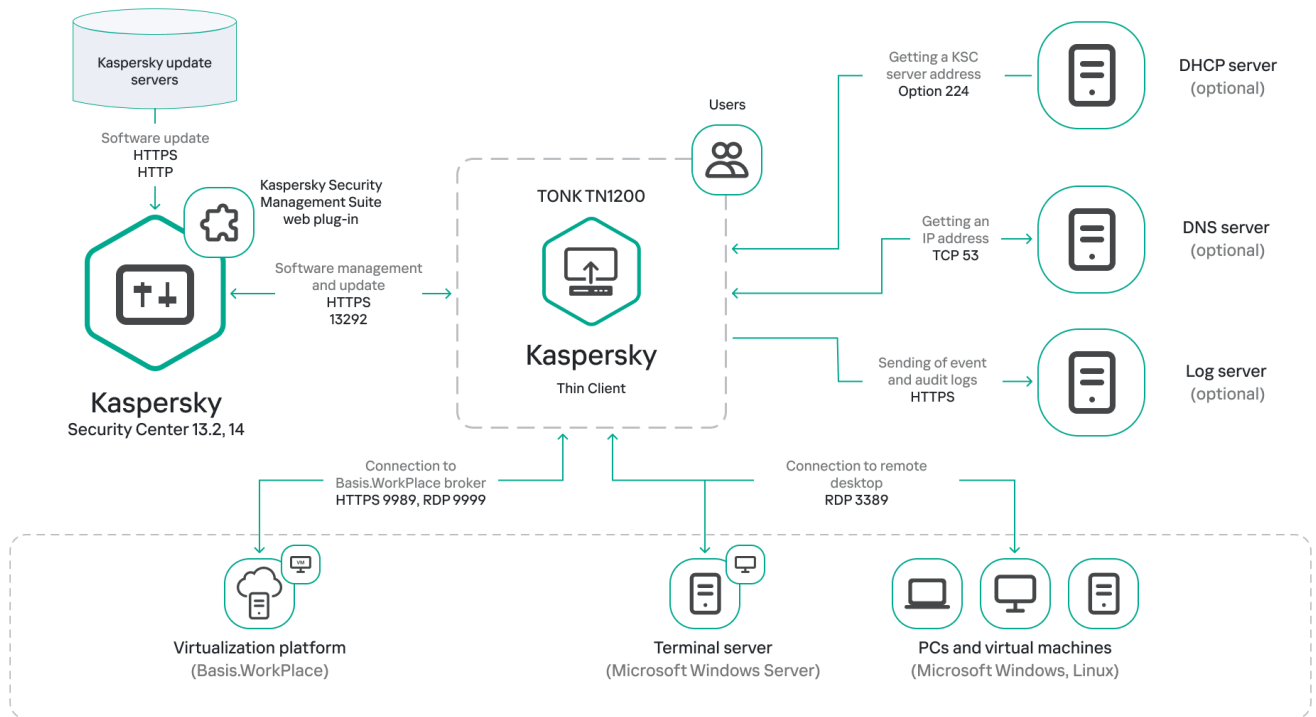 Kaspersky update
servers
Software update
HTTPS
HTTP
Kaspersky Security
Management Suite
web plug-in
Software management
and update
HTTPS
13292
Kaspersky
Security Center 13.2, 14
Users
TONK TN1200
Kaspersky
Thin Client
Getting a KSC
server address
Option 224
DHCP server
(optional)
Getting an
IP address
TCP 53
DNS server
(optional)
Sending of event
and audit logs
HTTPS
Log server
(optional)
Connection to
Basis.WorkPlace broker
HTTPS 9989, RDP 9999
Connection to remote
desktop
RDP 3389
VM
Virtualization platform
(Basis.WorkPlace)
Terminal server
(Microsoft Windows Server)
PCs and virtual machines
(Microsoft Windows, Linux)